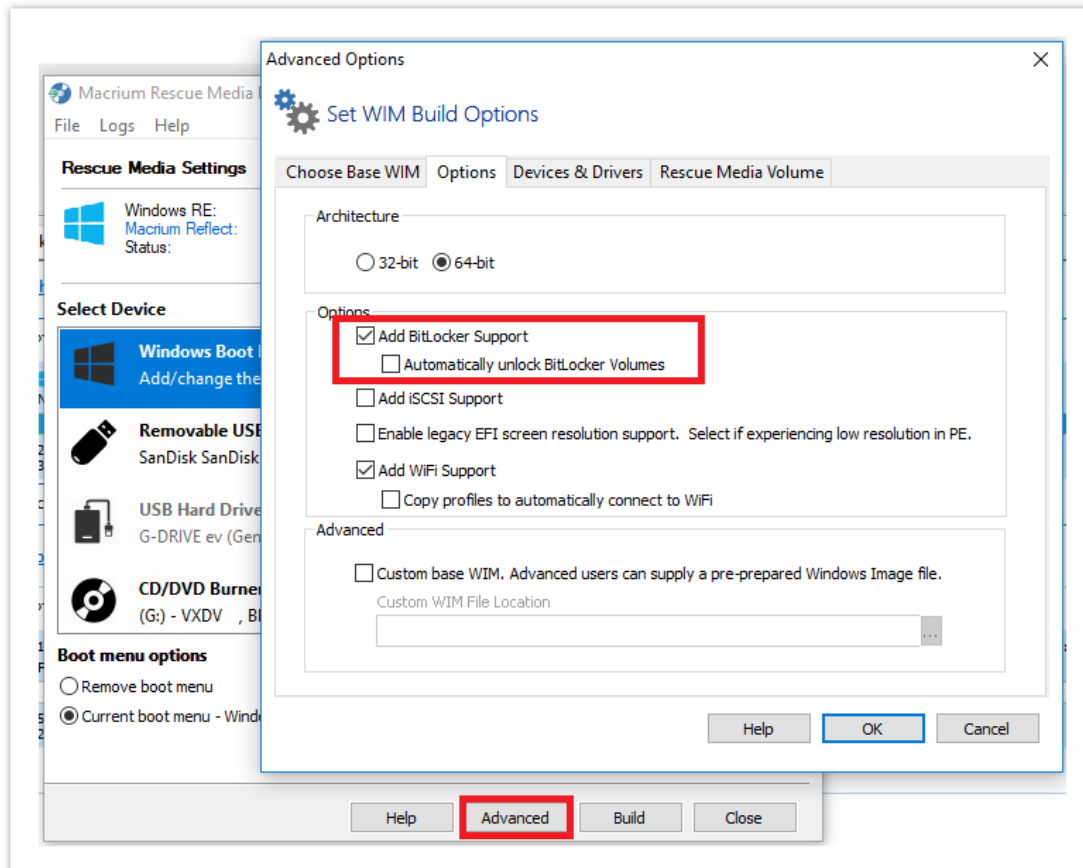 Advanced Options
Set WIM Build Options
Choose Base WIM Options Devices & Drivers Rescue Media Volume
Architecture
32-bit 64-bit
Options
Add BitLocker Support
Automatically unlock BitLocker Volumes
Add iSCSI Support
Enable legacy EFI screen resolution support. Select if experiencing low resolution in PE.
Add WiFi Support
Copy profiles to automatically connect to WiFi
Advanced
Custom base WIM. Advanced users can supply a pre-prepared Windows Image file.
Custom WIM File Location
...
Help OK Cancel
Macrium Rescue Media
File Logs Help
Rescue Media Settings
Windows RE:
Macrium Reflect:
Status:
Select Device
Windows Boot
Add/change the
Removable USB
SanDisk SanDisk
USB Hard Drive
G-DRIVE ev (Gen
CD/DVD Burner
(G:) - VXDV , Bl
Boot menu options
Remove boot menu
Current boot menu - Wind
Help Advanced Build Close